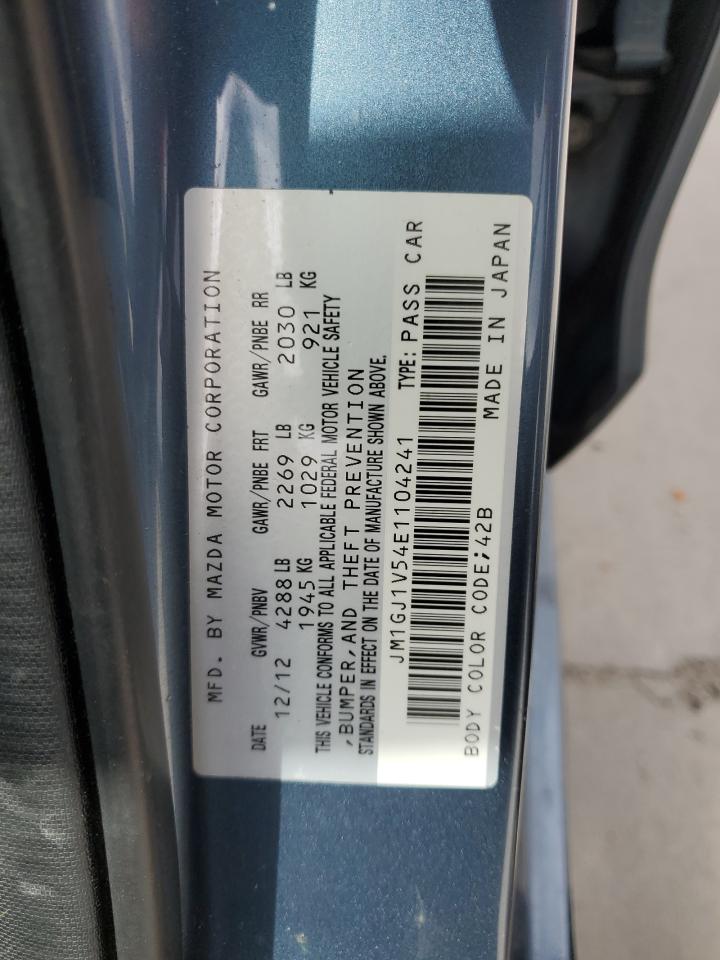 MFD. BY MAZDA MOTOR CORPORATION
DATE GVWR/PNBV GAWR/PNBE FRT GAWR/PNBE RR
12/12 4288 LB 2269 LB 2030 LB
1945 KG 1029 KG 921 KG
THIS VEHICLE CONFORMS TO ALL APPLICABLE FEDERAL MOTOR VEHICLE SAFETY
,BUMPER,AND THEFT PREVENTION
STANDARDS IN EFFECT ON THE DATE OF MANUFACTURE SHOWN ABOVE.
JM1GJ1V54E1104241 TYPE: PASS CAR
BODY COLOR CODE;42B MADE IN JAPAN